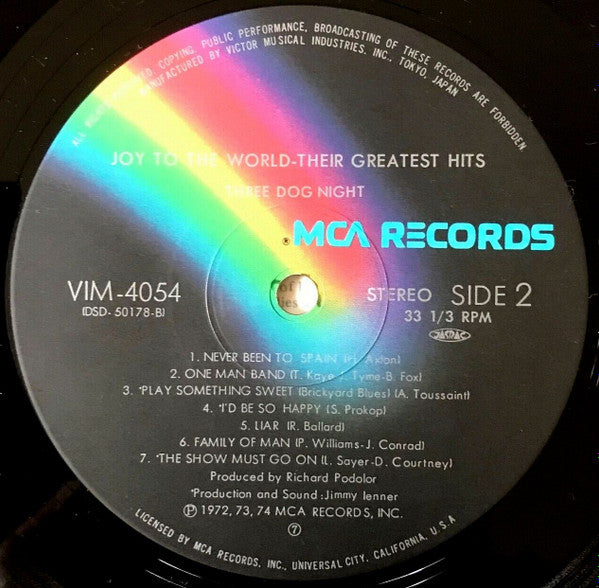 ALL RIGHTS RESERVED COPYING, PUBLIC PERFORMANCE, BROADCASTING OF THESE RECORDS ARE FORBIDDEN.
MANUFACTURED BY VICTOR MUSICAL INDUSTRIES, INC., TOKYO, JAPAN
JOY TO THE WORLD-THEIR GREATEST HITS
THREE DOG NIGHT
® MCA RECORDS
VIM-4054
(DSD- 50178-B)
STEREO SIDE 2
33 1/3 RPM
JASRAC
1. NEVER BEEN TO SPAIN (H. Axton)
2. ONE MAN BAND (T. Kaye-J. Tyme-B. Fox)
3. *PLAY SOMETHING SWEET (Brickyard Blues) (A. Toussaint)
4. *I'D BE SO HAPPY (S. Prokop)
5. LIAR (R. Ballard)
6. FAMILY OF MAN (P. Williams-J. Conrad)
7. *THE SHOW MUST GO ON (L. Sayer-D. Courtney)
Produced by Richard Podolor
*Production and Sound:Jimmy Ienner
Ⓟ 1972, 73, 74 MCA RECORDS, INC.
⑦
LICENSED BY MCA RECORDS, INC., UNIVERSAL CITY, CALIFORNIA, U.S.A